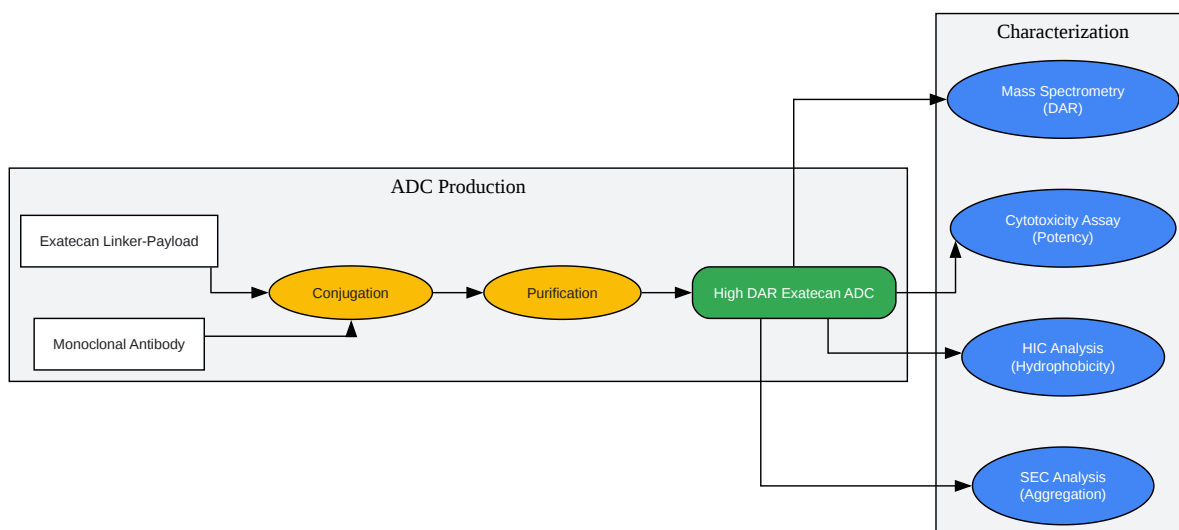 Characterization
Mass Spectrometry
(DAR)
ADC Production
Exatecan Linker-Payload
Cytotoxicity Assay
(Potency)
Conjugation
Purification
High DAR Exatecan ADC
Monoclonal Antibody
HIC Analysis
(Hydrophobicity)
SEC Analysis
(Aggregation)